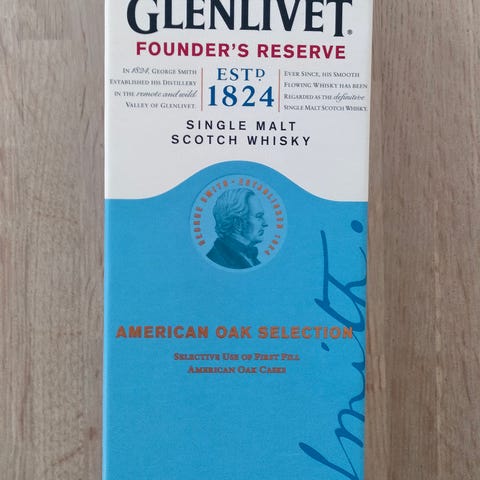 GLENLIVET®
FOUNDER'S RESERVE
In 1824, George Smith
Established his Distillery
in the remote and wild
Valley of Glenlivet.
ESTD
1824
Ever Since, his Smooth
Flowing Whisky has been
Regarded as the definitive
Single Malt Scotch Whisky.
SINGLE MALT
SCOTCH WHISKY
GEORGE SMITH · ESTABLISHED 1824
AMERICAN OAK SELECTION
Selective Use of First Fill
American Oak Casks
Smith.